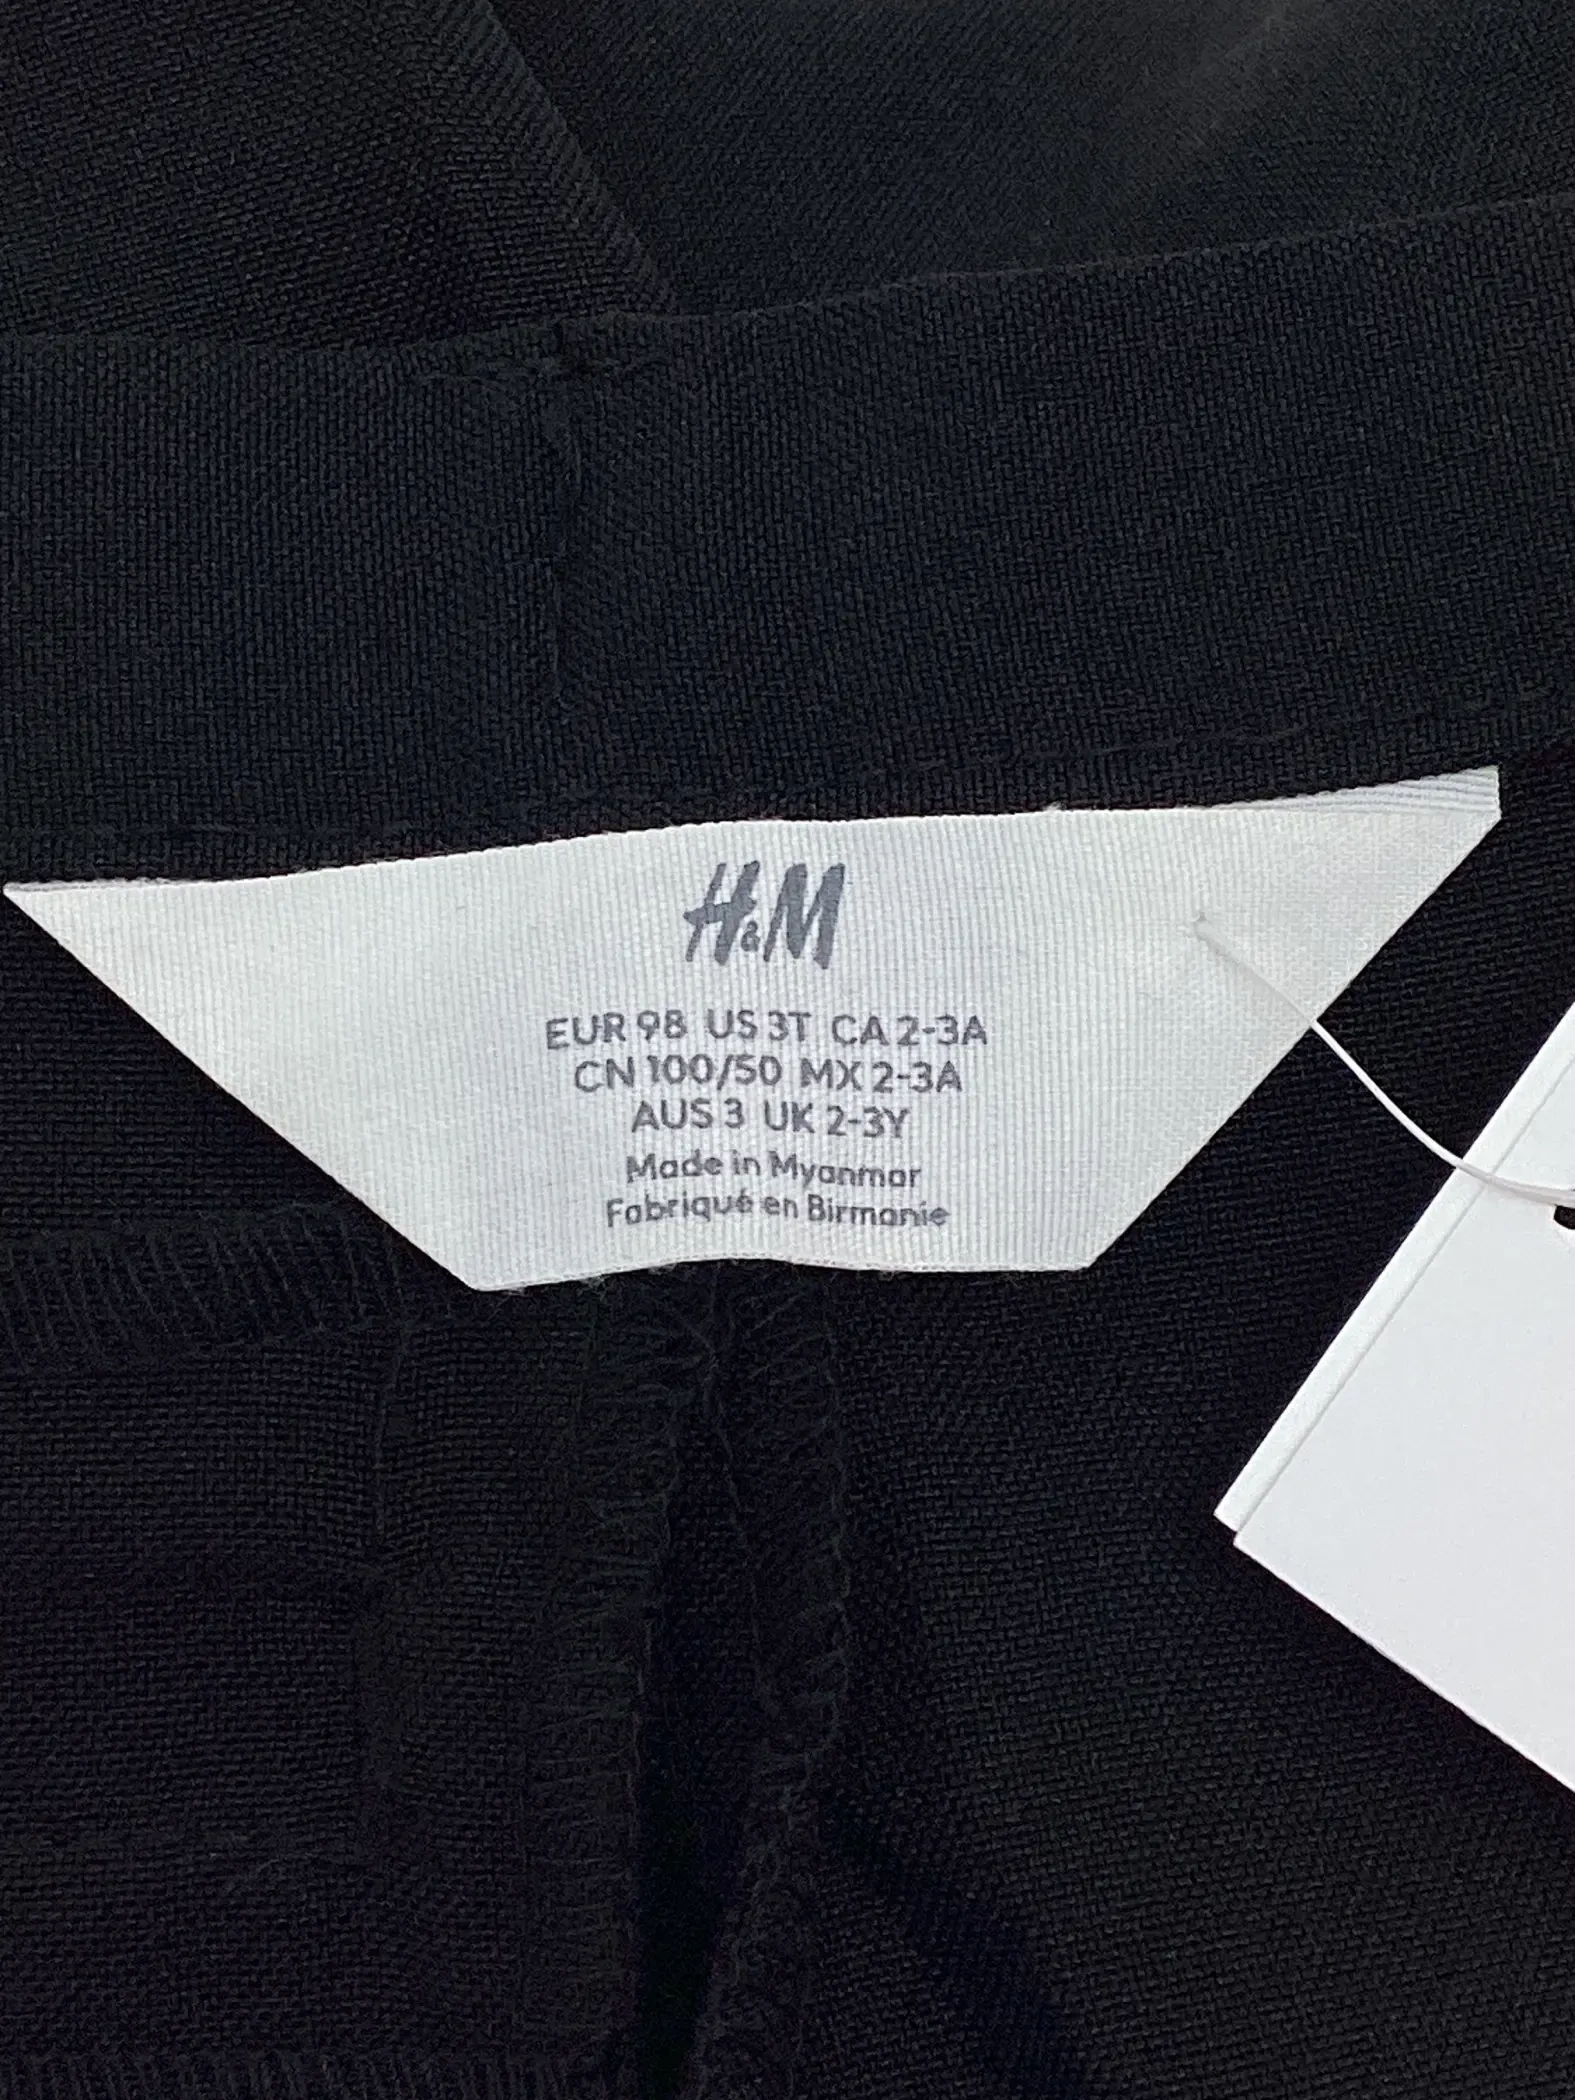 H&M
EUR 98 US 3T CA 2-3A
CN 100/50 MX 2-3A
AUS 3 UK 2-3Y
Made in Myanmar
Fabriqué en Birmanie